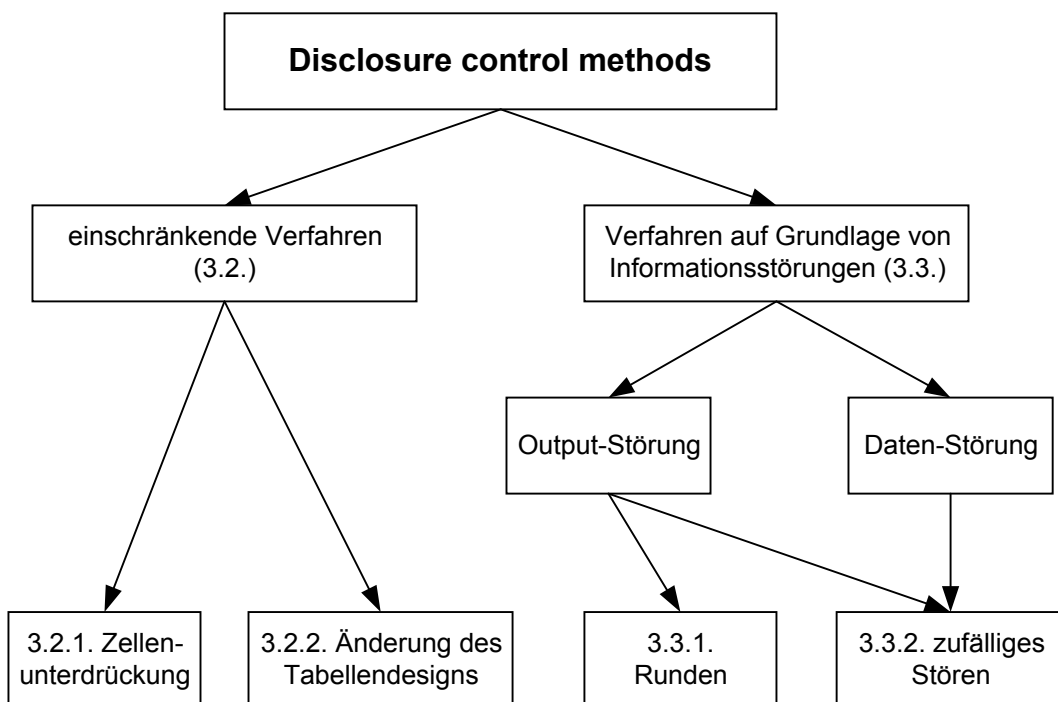 Disclosure control methods
einschränkende Verfahren
(3.2.)
Verfahren auf Grundlage von
Informationsstörungen (3.3.)
Output-Störung
Daten-Störung
3.2.1. Zellen-
unterdrückung
3.2.2. Änderung des
Tabellendesigns
3.3.1.
Runden
3.3.2. zufälliges
Stören